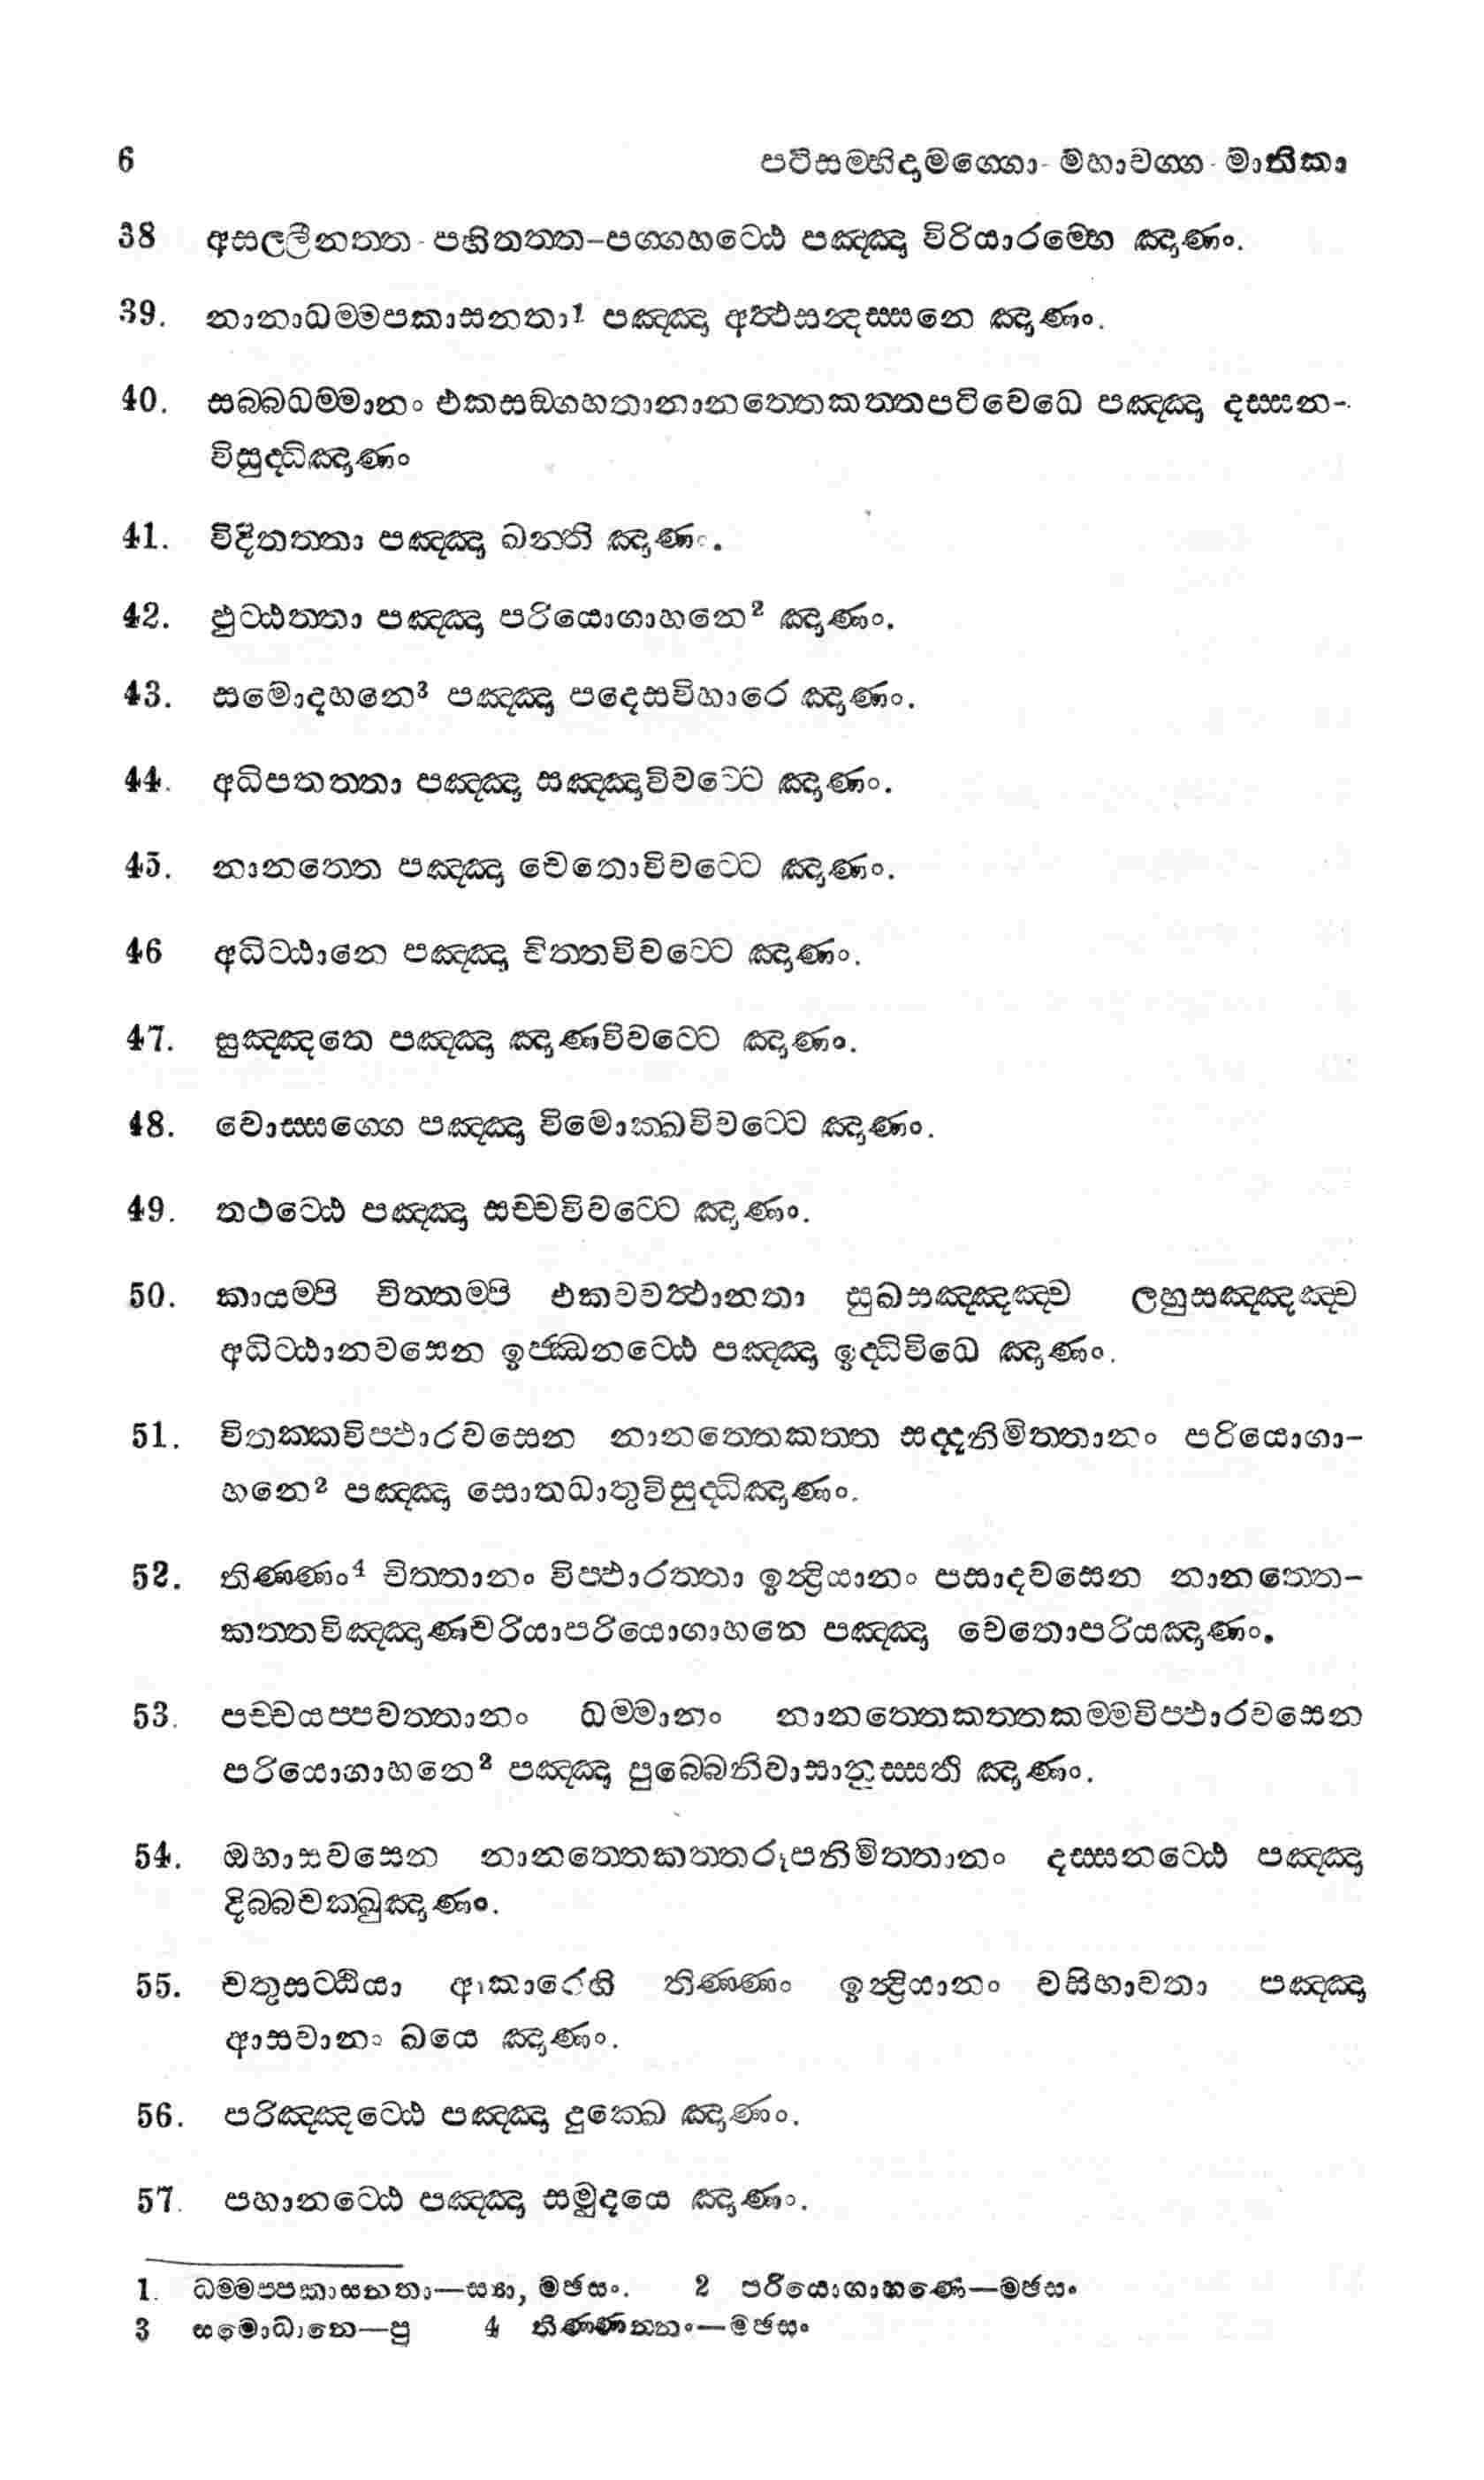 6 පටිසම්භිදාමග්ගො - මහාවග්ග - මාතිකා
38 අසල්ලීනත්ත - පහිතත්ත-පග්ගහට්ඨෙ පඤ්ඤා විරියාරම්භෙ ඤාණං.
39. නානාධම්මපකාසනතා¹ පඤ්ඤා අත්ථසන්දස්සනෙ ඤාණං.
40. සබ්බධම්මානං එකසඞ්ගහතානානත්තෙකත්තපටිවෙධෙ පඤ්ඤා දස්සන-
විසුද්ධිඤාණං
41. විදිතත්තා පඤ්ඤා ඛන්ති ඤාණං.
42. ඵුට්ඨත්තා පඤ්ඤා පරියොගාහනෙ² ඤාණං.
43. සමොදහනෙ³ පඤ්ඤා පදෙසවිහාරෙ ඤාණං.
44. අධිපතත්තා පඤ්ඤා සඤ්ඤාවිවට්ටෙ ඤාණං.
45. නානත්තෙ පඤ්ඤා චෙතොවිවට්ටෙ ඤාණං.
46 අධිට්ඨානෙ පඤ්ඤා චිත්තවිවට්ටෙ ඤාණං.
47. සුඤ්ඤතෙ පඤ්ඤා ඤාණවිවට්ටෙ ඤාණං.
48. වොස්සග්ගෙ පඤ්ඤා විමොක්ඛවිවට්ටෙ ඤාණං.
49. තථට්ඨෙ පඤ්ඤා සච්චවිවට්ටෙ ඤාණං.
50. කායම්පි චිත්තම්පි එකවවත්ථානතා සුඛසඤ්ඤඤ්ච ලහුසඤ්ඤඤ්ච
අධිට්ඨානවසෙන ඉජ්ඣනට්ඨෙ පඤ්ඤා ඉද්ධිවිධෙ ඤාණං.
51. විතක්කවිප්ඵාරවසෙන නානත්තෙකත්ත සද්දනිමිත්තානං පරියොගා-
හනෙ² පඤ්ඤා සොතධාතුවිසුද්ධිඤාණං.
52. තිණ්ණං⁴ චිත්තානං විප්ඵාරත්තා ඉන්ද්‍රියානං පසාදවසෙන නානත්තෙ-
කත්තවිඤ්ඤාණචරියාපරියොගාහනෙ පඤ්ඤා චෙතොපරියඤාණං.
53. පච්චයප්පවත්තානං ධම්මානං නානත්තෙකත්තකම්මවිප්ඵාරවසෙන
පරියොගාහනෙ² පඤ්ඤා පුබ්බෙනිවාසානුස්සති ඤාණං.
54. ඔභාසවසෙන නානත්තෙකත්තරූපනිමිත්තානං දස්සනට්ඨෙ පඤ්ඤා
දිබ්බචක්ඛුඤාණං.
55. චතුසට්ඨියා ආකාරෙහි තිණ්ණං ඉන්ද්‍රියානං වසිභාවතා පඤ්ඤා
ආසවානං ඛයෙ ඤාණං.
56. පරිඤ්ඤට්ඨෙ පඤ්ඤා දුක්ඛෙ ඤාණං.
57. පහානට්ඨෙ පඤ්ඤා සමුදයෙ ඤාණං.
1. ධම්මප්පකාසනතා—ස්‍යා, මඡසං. 2 පරියොගාහණෙ—මඡසං
3 සමොධානෙ—පු 4 තිණ්ණන්නං—මඡසං